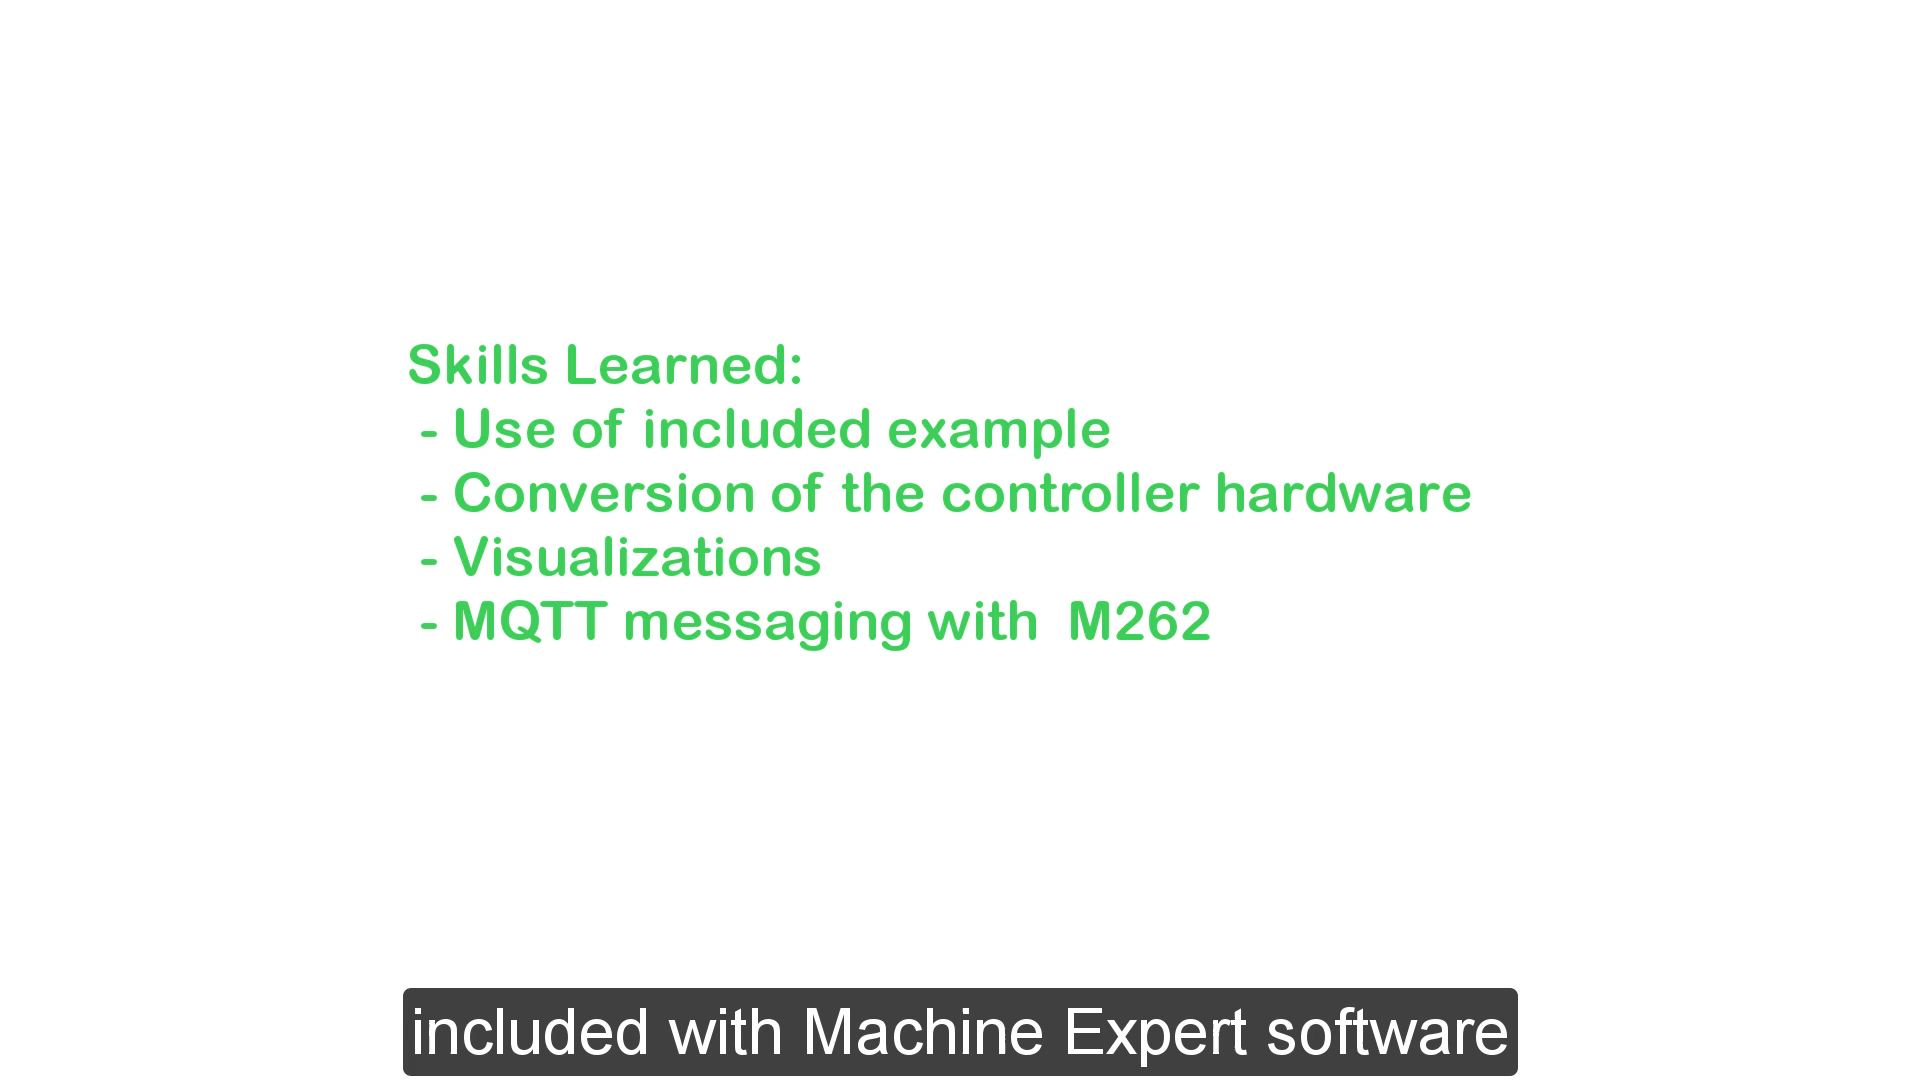 Skills Learned:
- Use of included example
- Conversion of the controller hardware
- Visualizations
- MQTT messaging with  M262
included with Machine Expert software